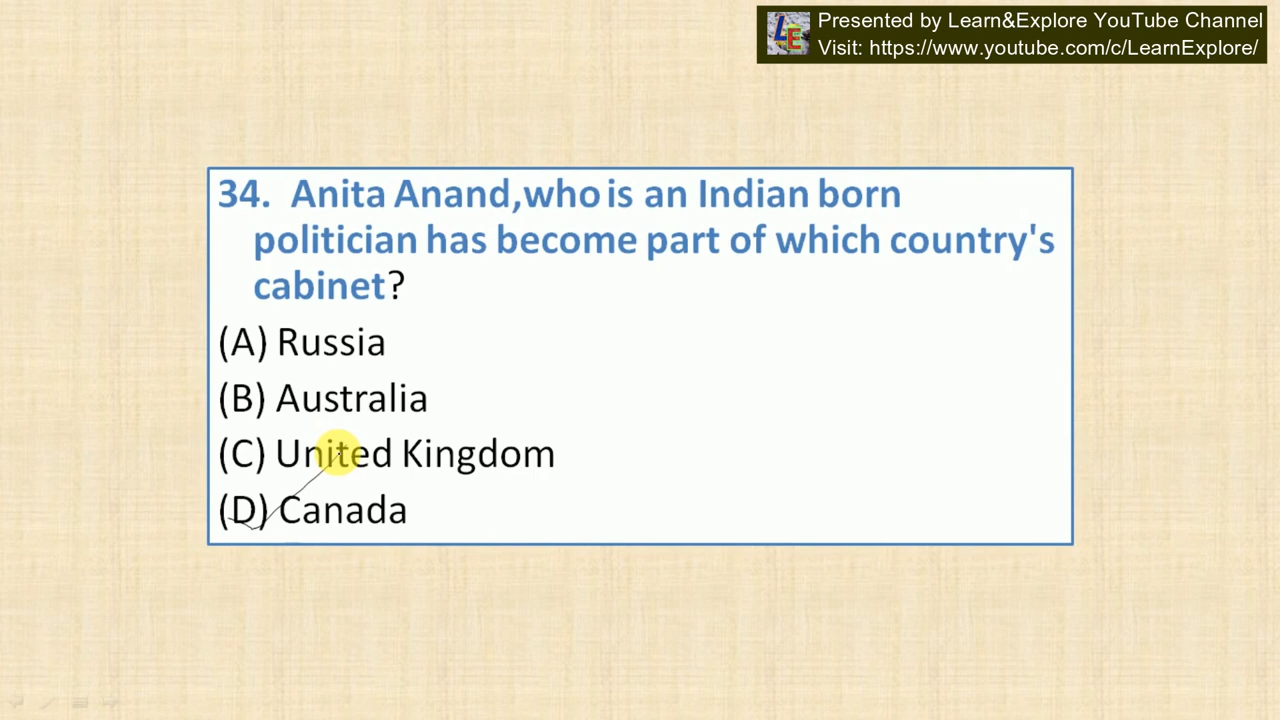 Presented by Learn&Explore YouTube Channel
Visit: https://www.youtube.com/c/LearnExplore/
LE
34. Anita Anand,who is an Indian born
politician has become part of which country's
cabinet?
(A) Russia
(B) Australia
(C) United Kingdom
(D) Canada